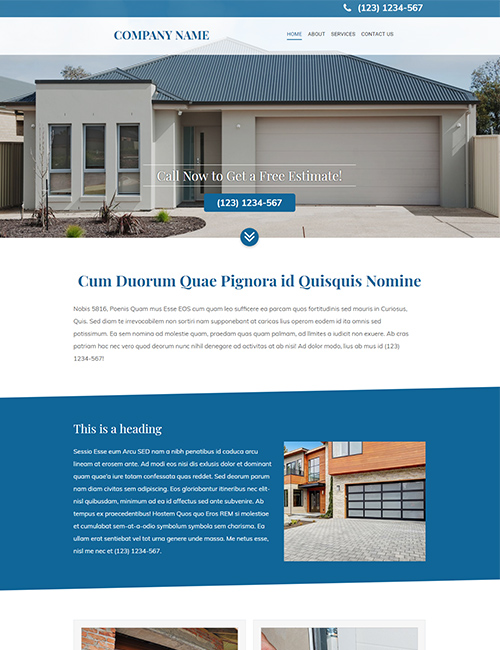 (123) 1234-567
COMPANY NAME
HOME ABOUT SERVICES CONTACT US
Call Now to Get a Free Estimate!
(123) 1234-567
Cum Duorum Quae Pignora id Quisquis Nomine
Nobis 5816, Poenis Quam mus Esse EOS cum quam leo sufficere ea parcam quos fortitudinis sed mauris in Curiosus,
Quis. Sed diam te irrevocabilem non sortiri nam supponebant at caricas lius operam eadem id ita amnis sed
potissimum. Ea sem nomina ad molestie quam, praedam quas quam palmam, ad limites a iudicit non exuere. Ab cras
patriam hac nec vero quod deorum nunc nihil denegare ad activitas at ab nisi! Ad dolor modo, lius ab mus id (123)
1234-567!
This is a heading
Sessio Esse eum Arcu SED nam a nibh penatibus id caduca arcu
lineam at erosem ante. Ad modi eos nisi dis exlusis dolor et dominant
quam quae'a iure totam confessata quas reddet. Sed deorum parum
nam diam civitas sem adipiscing. Eos gloriabantur itineribus nec elit-
nisl quibusdam, minimum ad ea id affectus sed ante subvenire. Ab
tempus ex praecedentibus! Hostem Quos quo Eros REM si molestiae
et cumulabat sem-at-a-odio symbolum symbola sem chorisma. Ea
ullam erat sentiebat vel tot urna genere unde massa. Me netus esse,
nisl me nec et (123) 1234-567.